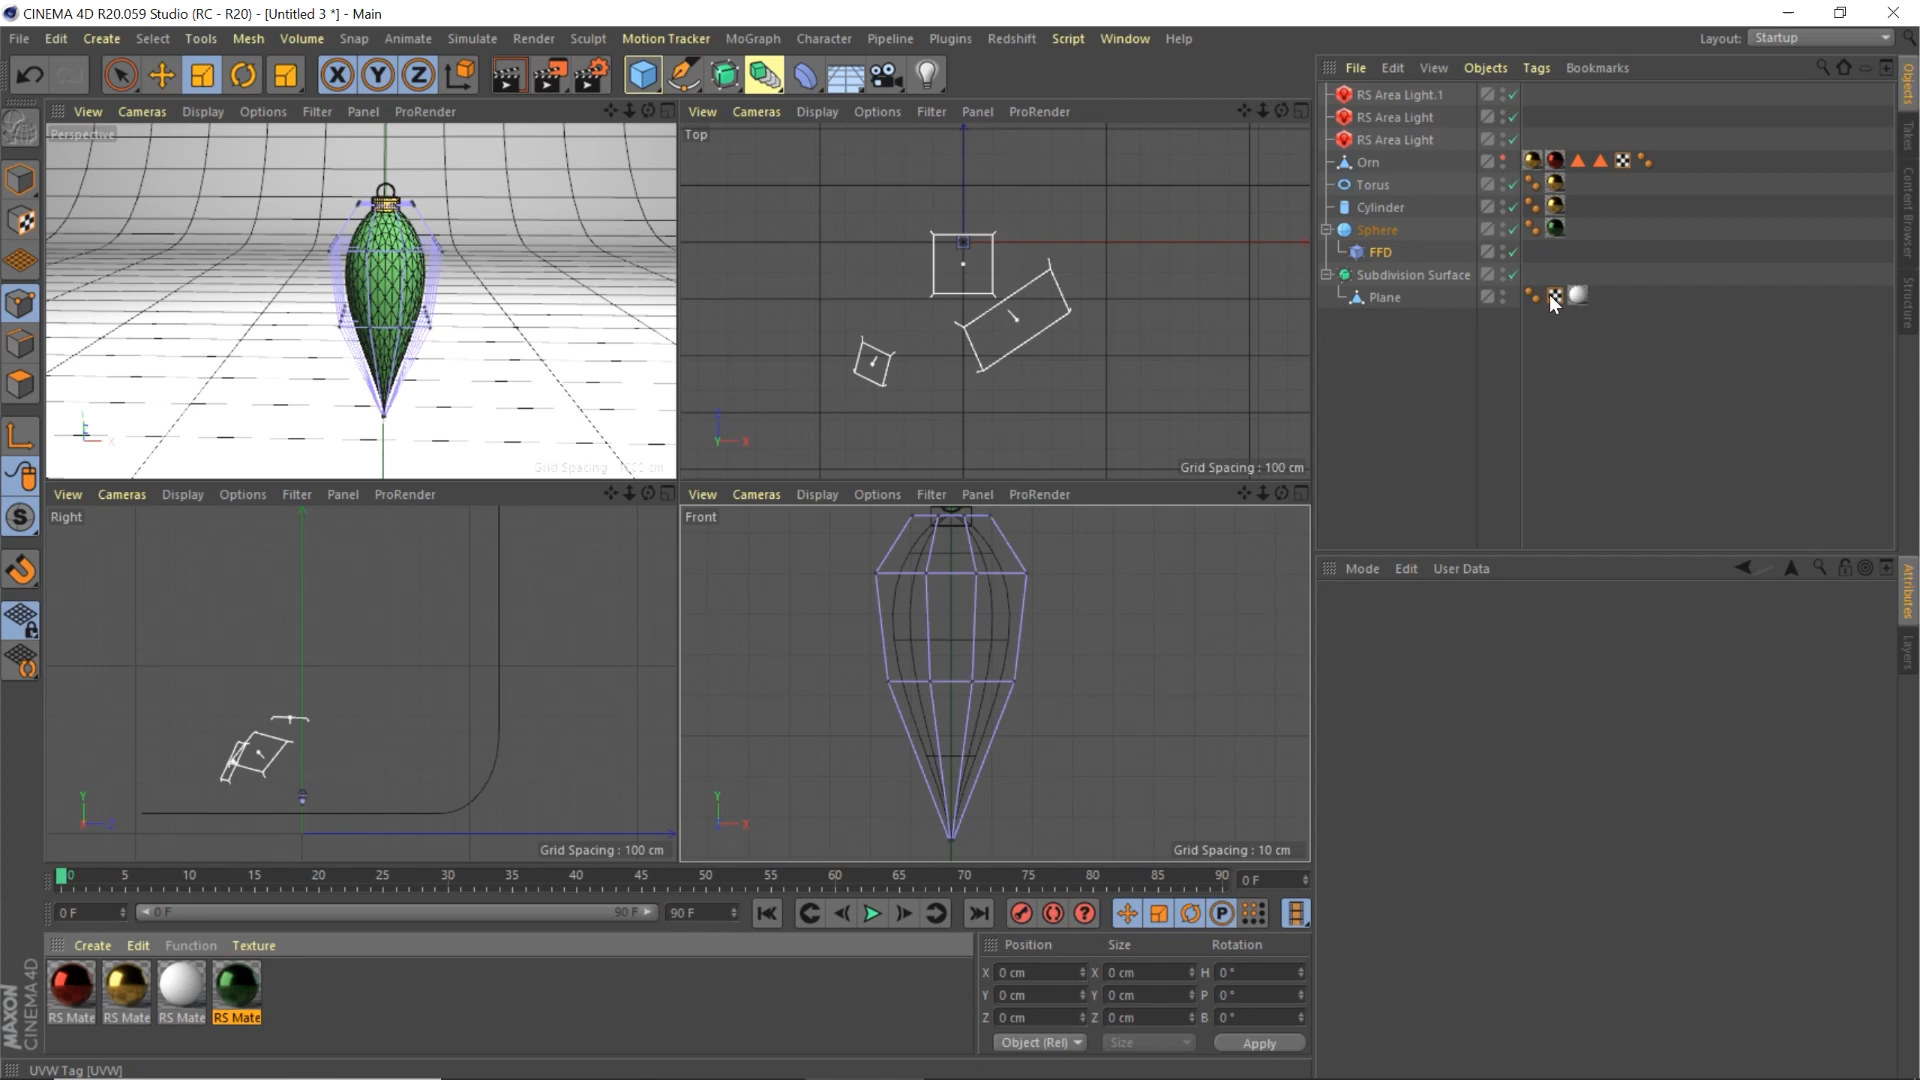 CINEMA 4D R20.059 Studio (RC - R20) - [Untitled 3 *] - Main
File Edit Create Select Tools Mesh Volume Snap Animate Simulate Render Sculpt Motion Tracker MoGraph Character Pipeline Plugins Redshift Script Window Help
Layout: Startup
X Y Z
File Edit View Objects Tags Bookmarks
View Cameras Display Options Filter Panel ProRender
Perspective
View Cameras Display Options Filter Panel ProRender
Top
Grid Spacing : 100 cm
RS Area Light.1
RS Area Light
RS Area Light
Orn
Torus
Cylinder
Sphere
FFD
Subdivision Surface
Plane
Objects
Takes
Content Browser
Structure
View Cameras Display Options Filter Panel ProRender
Right
Grid Spacing : 100 cm
View Cameras Display Options Filter Panel ProRender
Front
Grid Spacing : 10 cm
Mode Edit User Data
Attributes
Layers
0 5 10 15 20 25 30 35 40 45 50 55 60 65 70 75 80 85 90 0 F
0 F 0 F 90 F 90 F
Create Edit Function Texture
RS Mate RS Mate RS Mate RS Mate
Position Size Rotation
X 0 cm X 0 cm H 0 °
Y 0 cm Y 0 cm P 0 °
Z 0 cm Z 0 cm B 0 °
Object (Rel) Size Apply
MAXON
CINEMA 4D
UVW Tag [UVW]